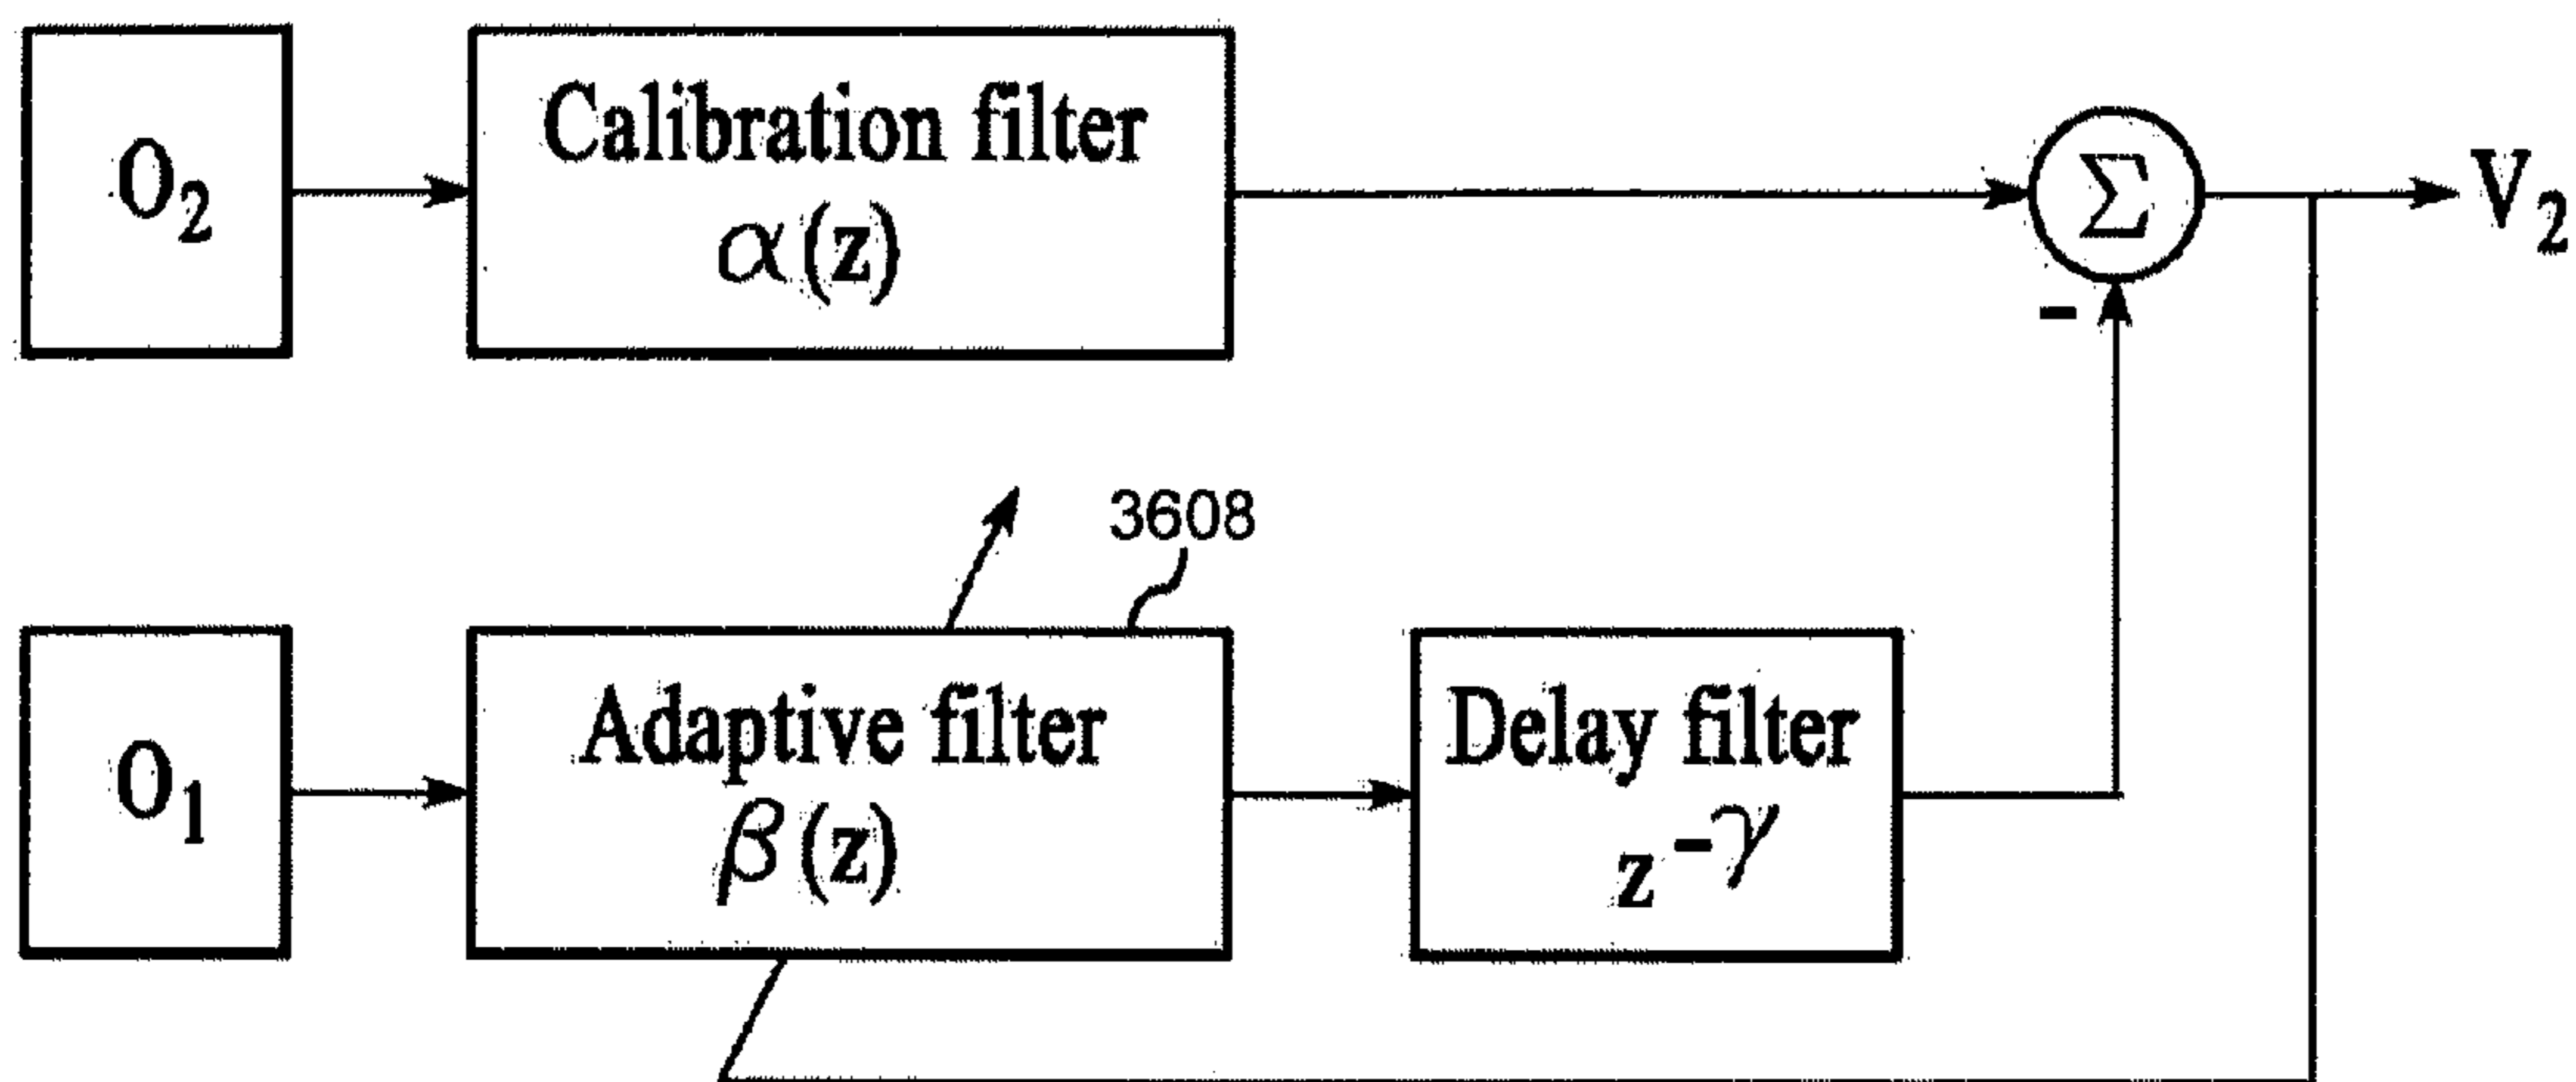 O₂
Calibration filter
α(z)
Σ
V₂
-
3608
O₁
Adaptive filter
β(z)
Delay filter
z^-γ